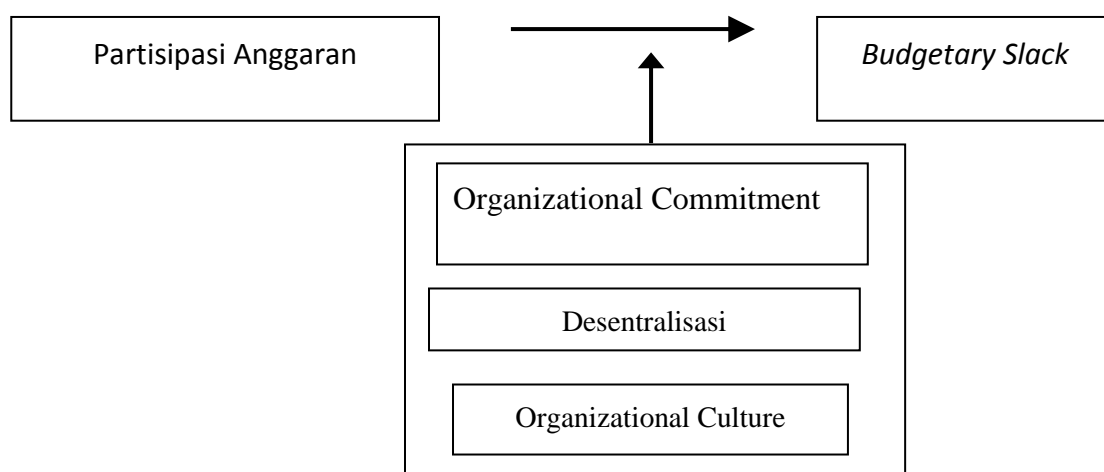 Partisipasi Anggaran
Budgetary Slack
Organizational Commitment
Desentralisasi
Organizational Culture